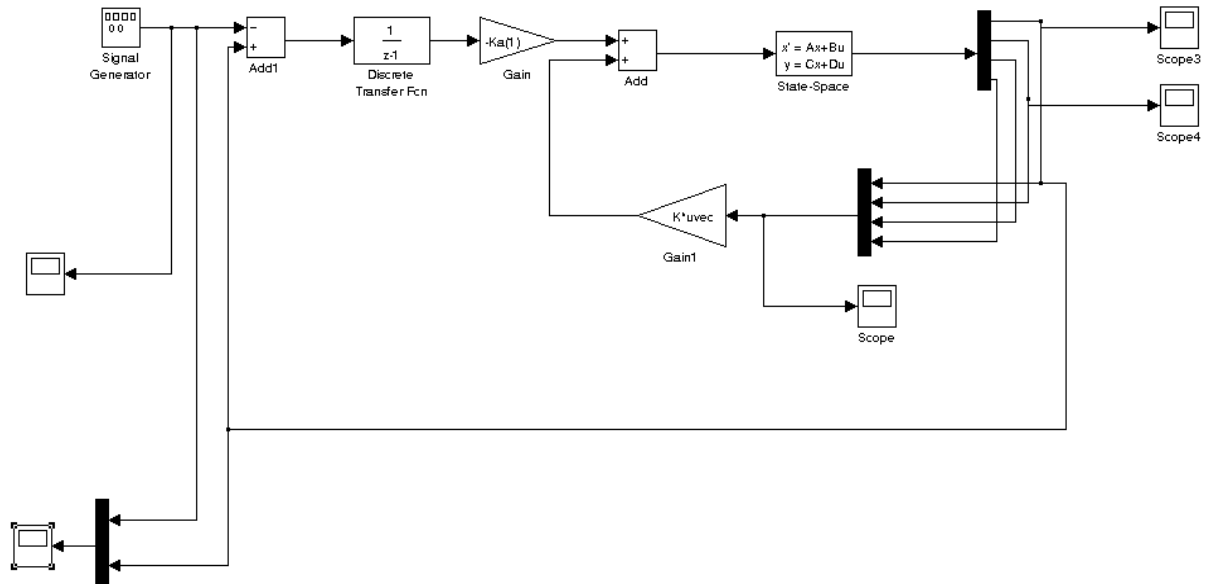 Signal
Generator
−
+
Add1
1
z-1
Discrete
Transfer Fcn
-Ka(1)
Gain
+
+
Add
x' = Ax+Bu
y = Cx+Du
State-Space
Scope3
Scope4
K*uvec
Gain1
Scope